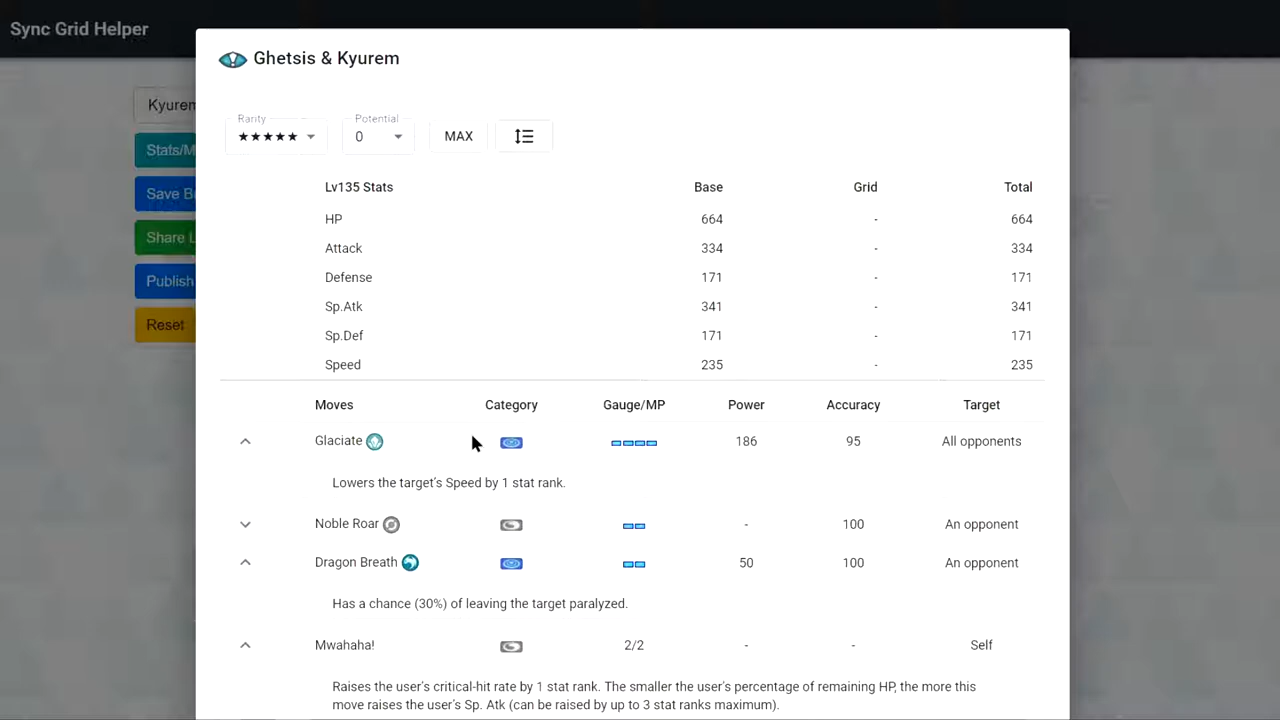 Sync Grid Helper
Ghetsis & Kyurem
Kyurem
Rarity Potential
★★★★★ 0 MAX
Stats/M
Save B
Share L
Publish
Reset
Lv135 Stats Base Grid Total
HP 664 - 664
Attack 334 - 334
Defense 171 - 171
Sp.Atk 341 - 341
Sp.Def 171 - 171
Speed 235 - 235
Moves Category Gauge/MP Power Accuracy Target
Glaciate 186 95 All opponents
Lowers the target's Speed by 1 stat rank.
Noble Roar - 100 An opponent
Dragon Breath 50 100 An opponent
Has a chance (30%) of leaving the target paralyzed.
Mwahaha! 2/2 - - Self
Raises the user's critical-hit rate by 1 stat rank. The smaller the user's percentage of remaining HP, the more this
move raises the user's Sp. Atk (can be raised by up to 3 stat ranks maximum).